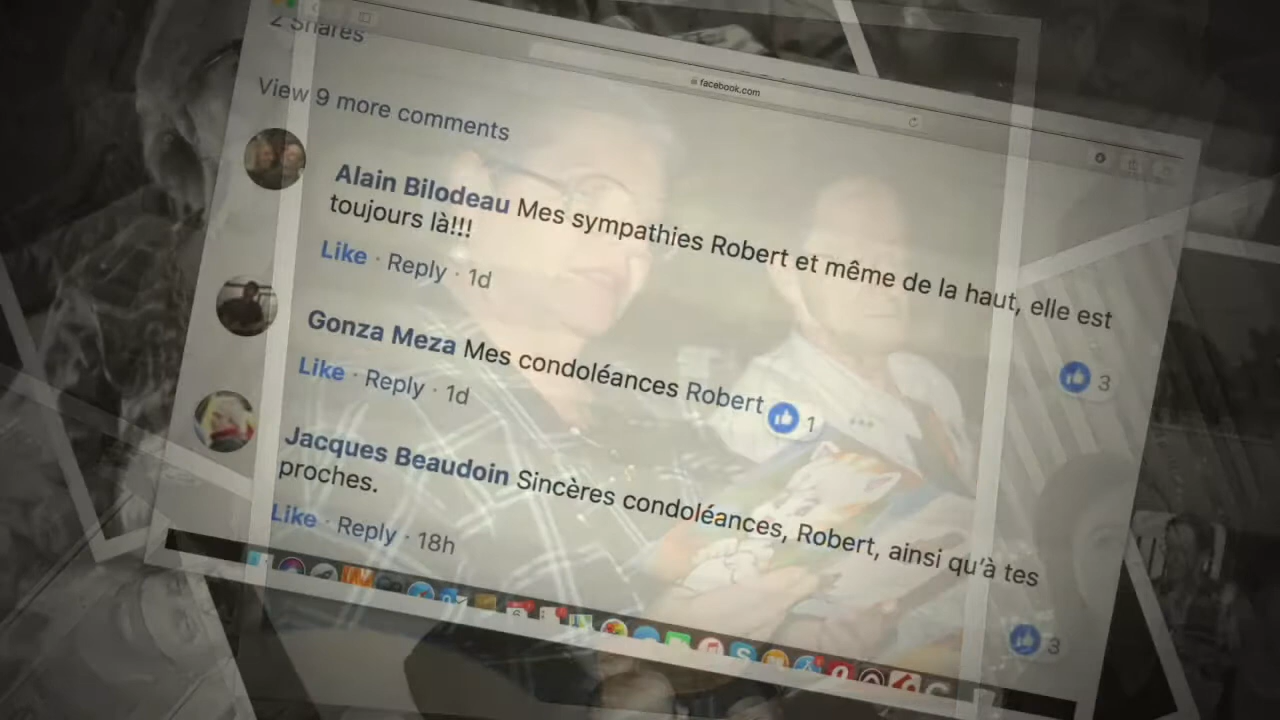 2 Shares
facebook.com
View 9 more comments
Alain Bilodeau Mes sympathies Robert et même de la haut, elle est
toujours là!!!
Like · Reply · 1d
3
Gonza Meza Mes condoléances Robert
1
Like · Reply · 1d
Jacques Beaudoin Sincères condoléances, Robert, ainsi qu'à tes
proches.
3
Like · Reply · 18h